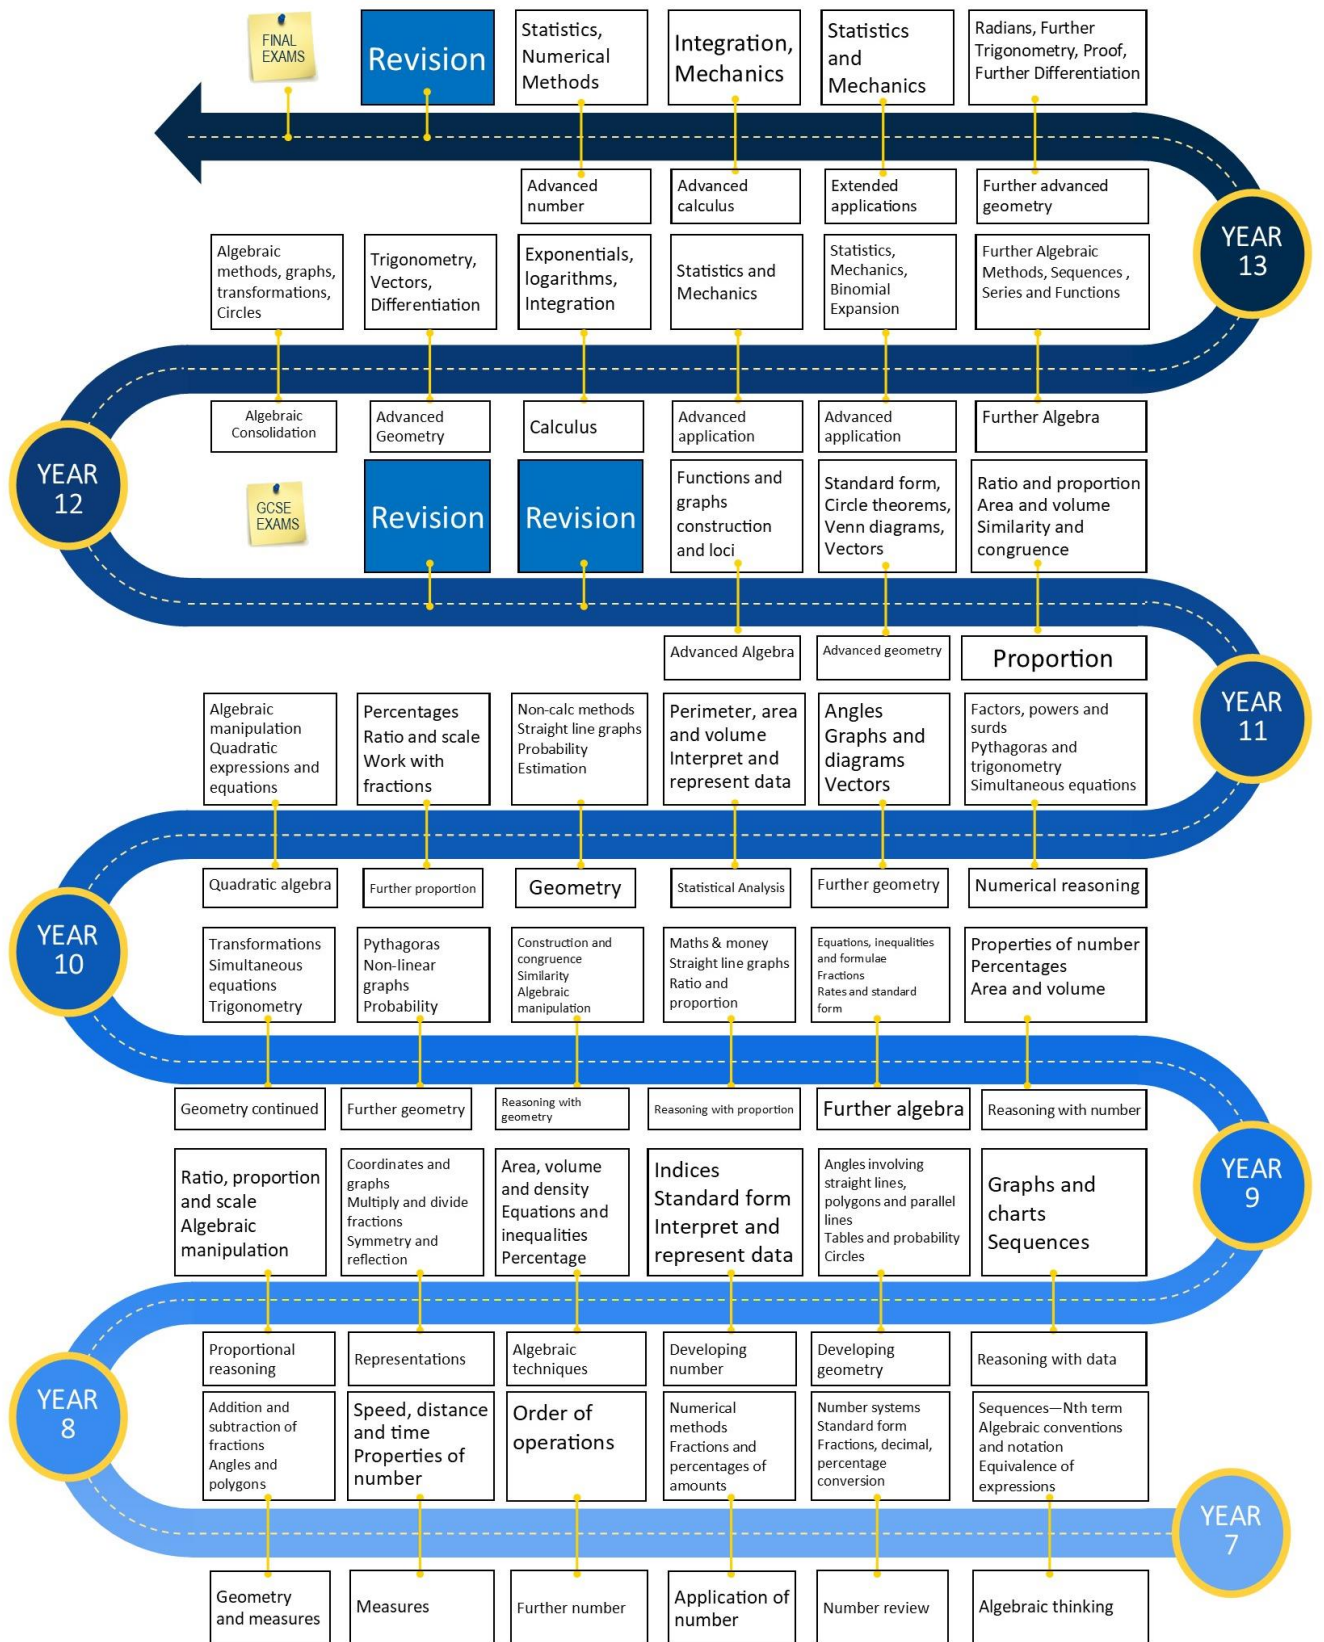 FINAL
EXAMS
Revision
Statistics,
Numerical
Methods
Integration,
Mechanics
Statistics
and
Mechanics
Radians, Further
Trigonometry, Proof,
Further Differentiation
Advanced
number
Advanced
calculus
Extended
applications
Further advanced
geometry
YEAR
13
Algebraic
methods, graphs,
transformations,
Circles
Trigonometry,
Vectors,
Differentiation
Exponentials,
logarithms,
Integration
Statistics and
Mechanics
Statistics,
Mechanics,
Binomial
Expansion
Further Algebraic
Methods, Sequences ,
Series and Functions
Algebraic
Consolidation
Advanced
Geometry
Calculus
Advanced
application
Advanced
application
Further Algebra
YEAR
12
GCSE
EXAMS
Revision
Revision
Functions and
graphs
construction
and loci
Standard form,
Circle theorems,
Venn diagrams,
Vectors
Ratio and proportion
Area and volume
Similarity and
congruence
Advanced Algebra
Advanced geometry
Proportion
YEAR
11
Algebraic
manipulation
Quadratic
expressions and
equations
Percentages
Ratio and scale
Work with
fractions
Non-calc methods
Straight line graphs
Probability
Estimation
Perimeter, area
and volume
Interpret and
represent data
Angles
Graphs and
diagrams
Vectors
Factors, powers and
surds
Pythagoras and
trigonometry
Simultaneous equations
Quadratic algebra
Further proportion
Geometry
Statistical Analysis
Further geometry
Numerical reasoning
YEAR
10
Transformations
Simultaneous
equations
Trigonometry
Pythagoras
Non-linear
graphs
Probability
Construction and
congruence
Similarity
Algebraic
manipulation
Maths & money
Straight line graphs
Ratio and
proportion
Equations, inequalities
and formulae
Fractions
Rates and standard
form
Properties of number
Percentages
Area and volume
Geometry continued
Further geometry
Reasoning with
geometry
Reasoning with proportion
Further algebra
Reasoning with number
YEAR
9
Ratio, proportion
and scale
Algebraic
manipulation
Coordinates and
graphs
Multiply and divide
fractions
Symmetry and
reflection
Area, volume
and density
Equations and
inequalities
Percentage
Indices
Standard form
Interpret and
represent data
Angles involving
straight lines,
polygons and parallel
lines
Tables and probability
Circles
Graphs and
charts
Sequences
Proportional
reasoning
Representations
Algebraic
techniques
Developing
number
Developing
geometry
Reasoning with data
YEAR
8
Addition and
subtraction of
fractions
Angles and
polygons
Speed, distance
and time
Properties of
number
Order of
operations
Numerical
methods
Fractions and
percentages of
amounts
Number systems
Standard form
Fractions, decimal,
percentage
conversion
Sequences—Nth term
Algebraic conventions
and notation
Equivalence of
expressions
YEAR
7
Geometry
and measures
Measures
Further number
Application of
number
Number review
Algebraic thinking